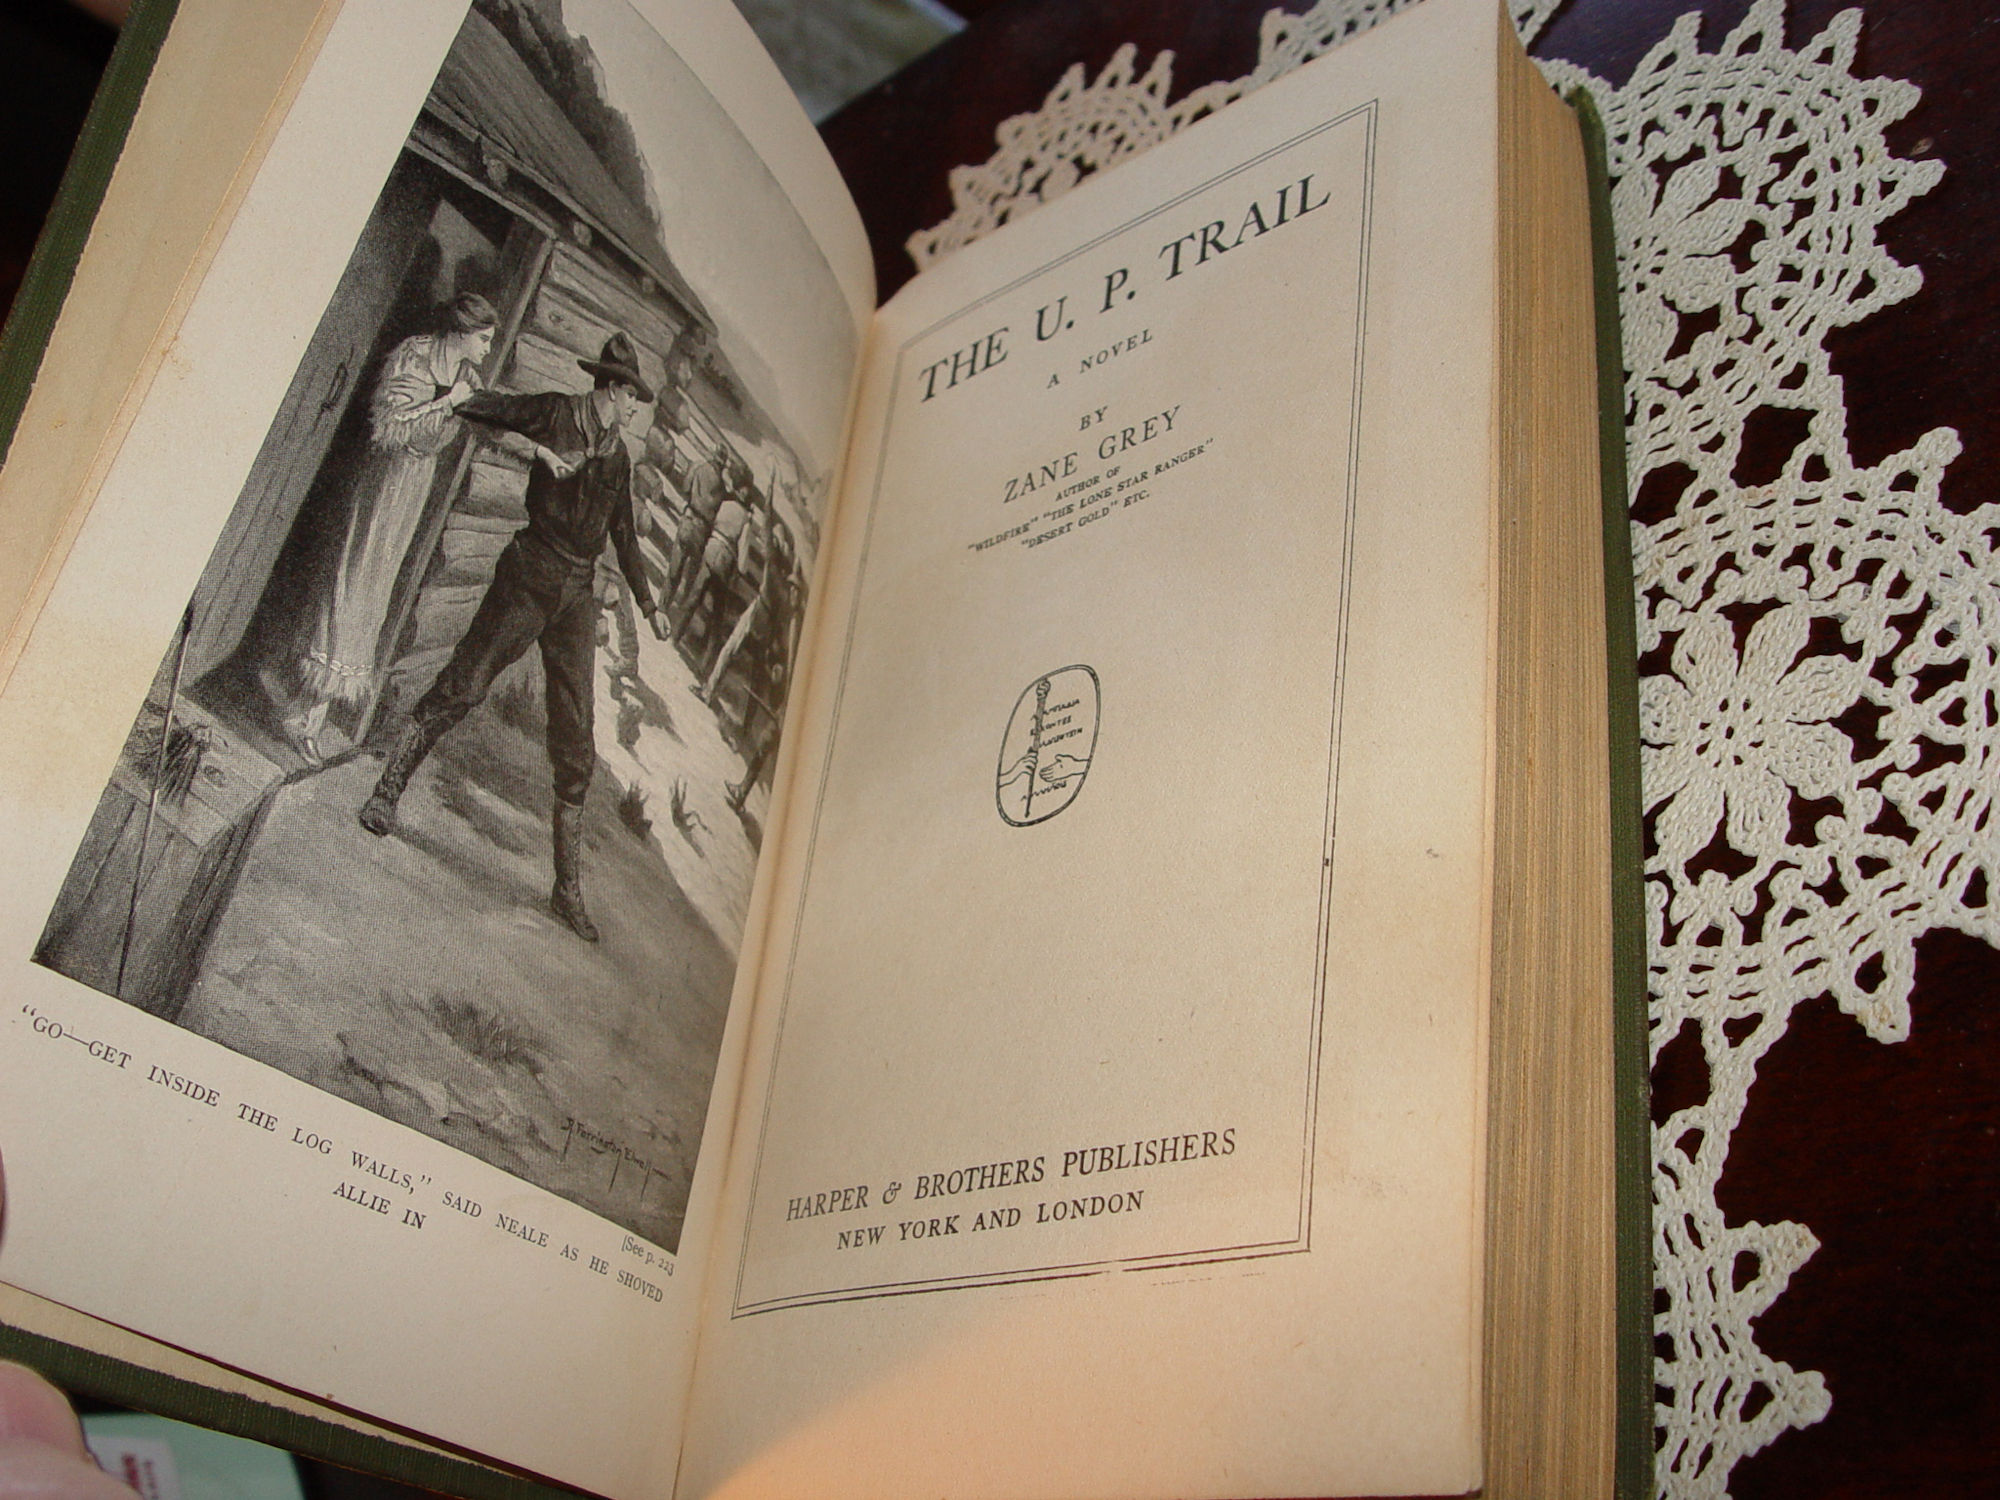 [See p. 223
"GO—GET INSIDE THE LOG WALLS," SAID NEALE AS HE SHOVED
ALLIE IN
THE U. P. TRAIL
A NOVEL
BY
ZANE GREY
AUTHOR OF
"WILDFIRE" "THE LONE STAR RANGER"
"DESERT GOLD" ETC.
HARPER & BROTHERS PUBLISHERS
NEW YORK AND LONDON